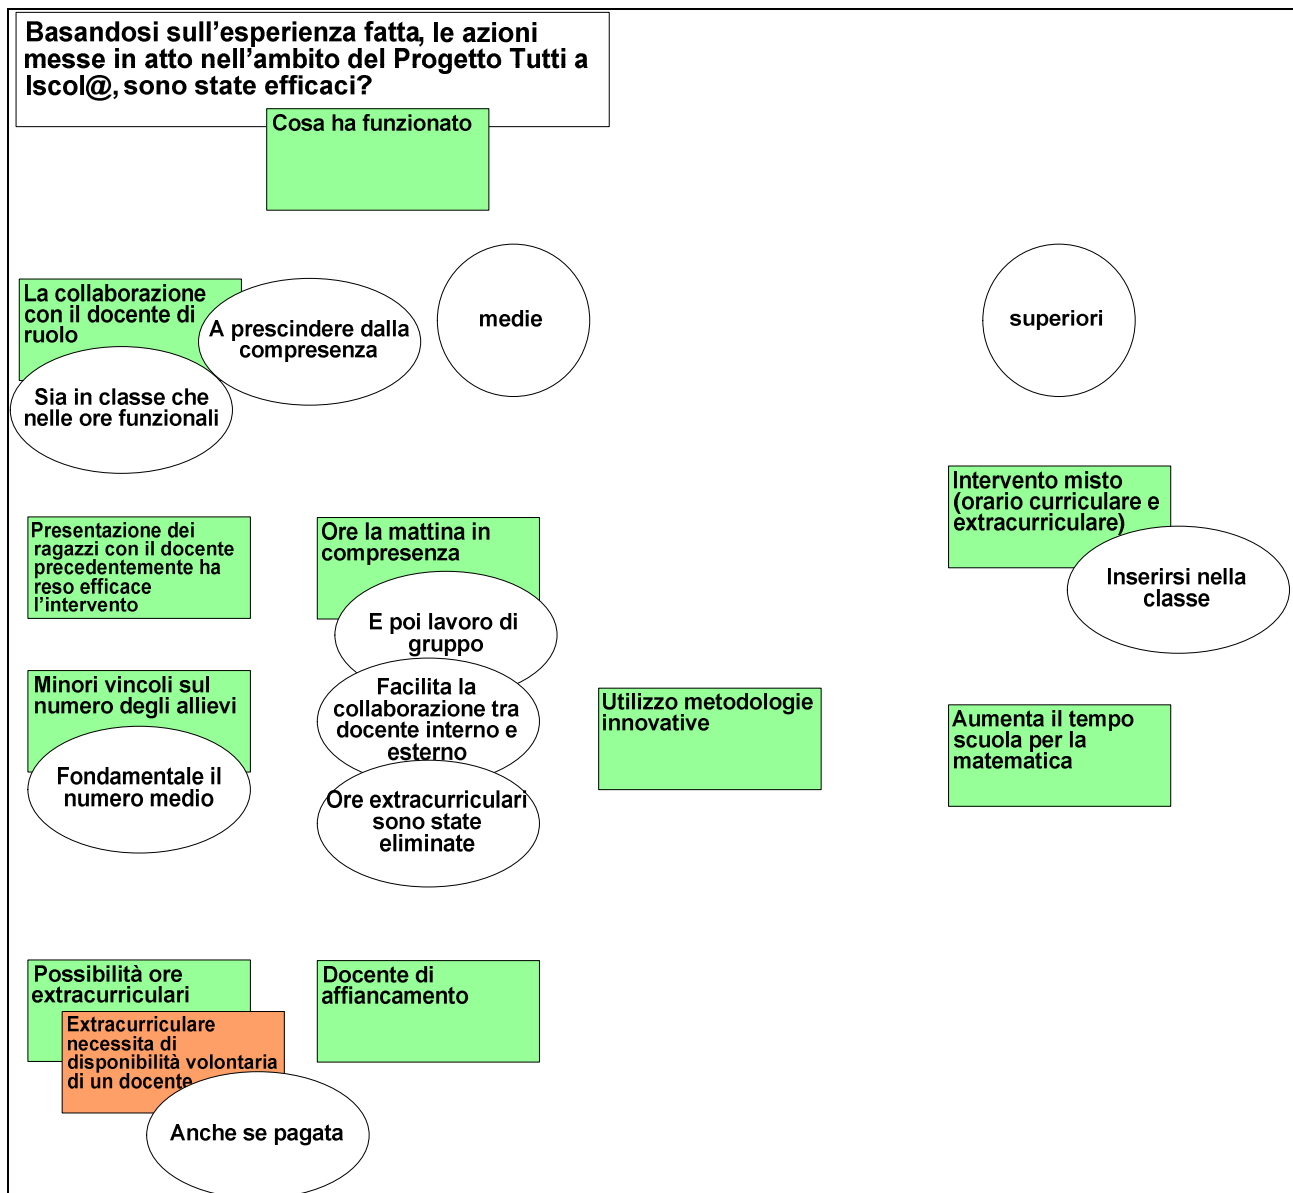 Basandosi sull'esperienza fatta, le azioni
messe in atto nell'ambito del Progetto Tutti a
Iscol@, sono state efficaci?
Cosa ha funzionato
La collaborazione
con il docente di
ruolo
A prescindere dalla
compresenza
Sia in classe che
nelle ore funzionali
medie
superiori
Presentazione dei
ragazzi con il docente
precedentemente ha
reso efficace
l'intervento
Ore la mattina in
compresenza
E poi lavoro di
gruppo
Facilita la
collaborazione tra
docente interno e
esterno
Ore extracurriculari
sono state
eliminate
Intervento misto
(orario curriculare e
extracurriculare)
Inserirsi nella
classe
Minori vincoli sul
numero degli allievi
Fondamentale il
numero medio
Utilizzo metodologie
innovative
Aumenta il tempo
scuola per la
matematica
Possibilità ore
extracurriculari
Extracurriculare
necessita di
disponibilità volontaria
di un docente
Anche se pagata
Docente di
affiancamento